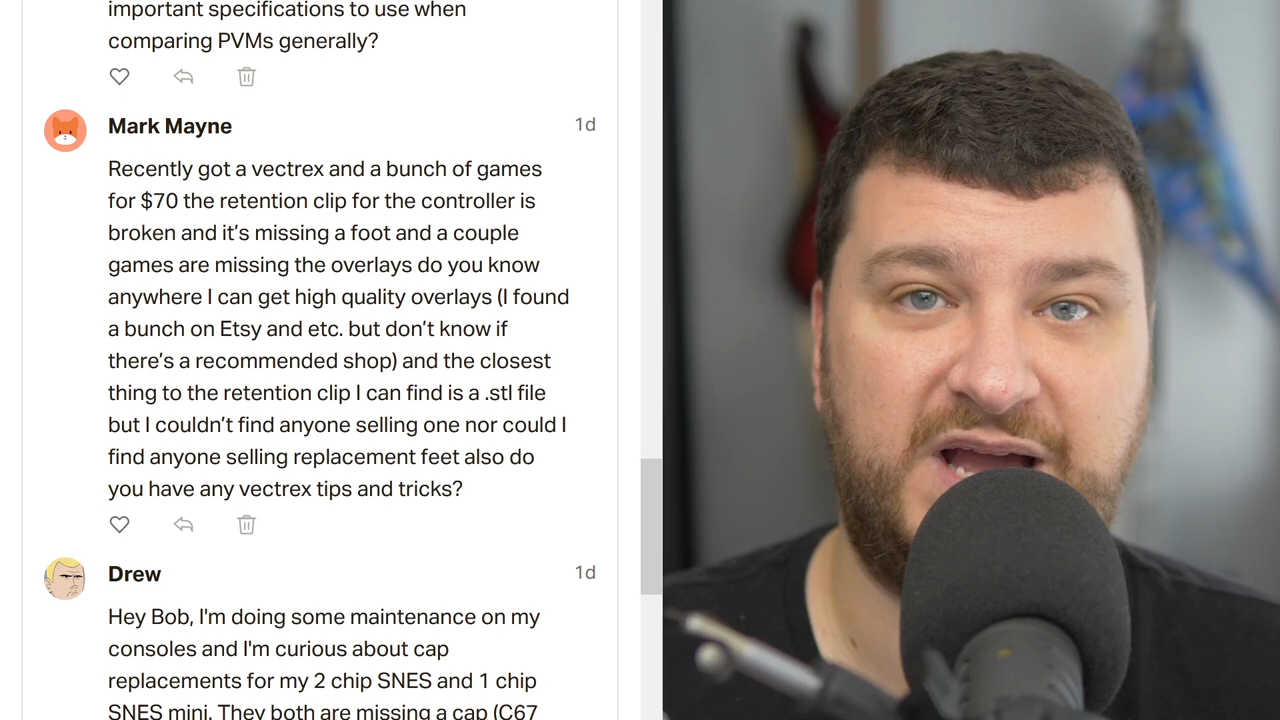 important specifications to use when
comparing PVMs generally?
Mark Mayne
1d
Recently got a vectrex and a bunch of games
for $70 the retention clip for the controller is
broken and it’s missing a foot and a couple
games are missing the overlays do you know
anywhere I can get high quality overlays (I found
a bunch on Etsy and etc. but don’t know if
there’s a recommended shop) and the closest
thing to the retention clip I can find is a .stl file
but I couldn’t find anyone selling one nor could I
find anyone selling replacement feet also do
you have any vectrex tips and tricks?
Drew
1d
Hey Bob, I'm doing some maintenance on my
consoles and I'm curious about cap
replacements for my 2 chip SNES and 1 chip
SNES mini. They both are missing a cap (C67